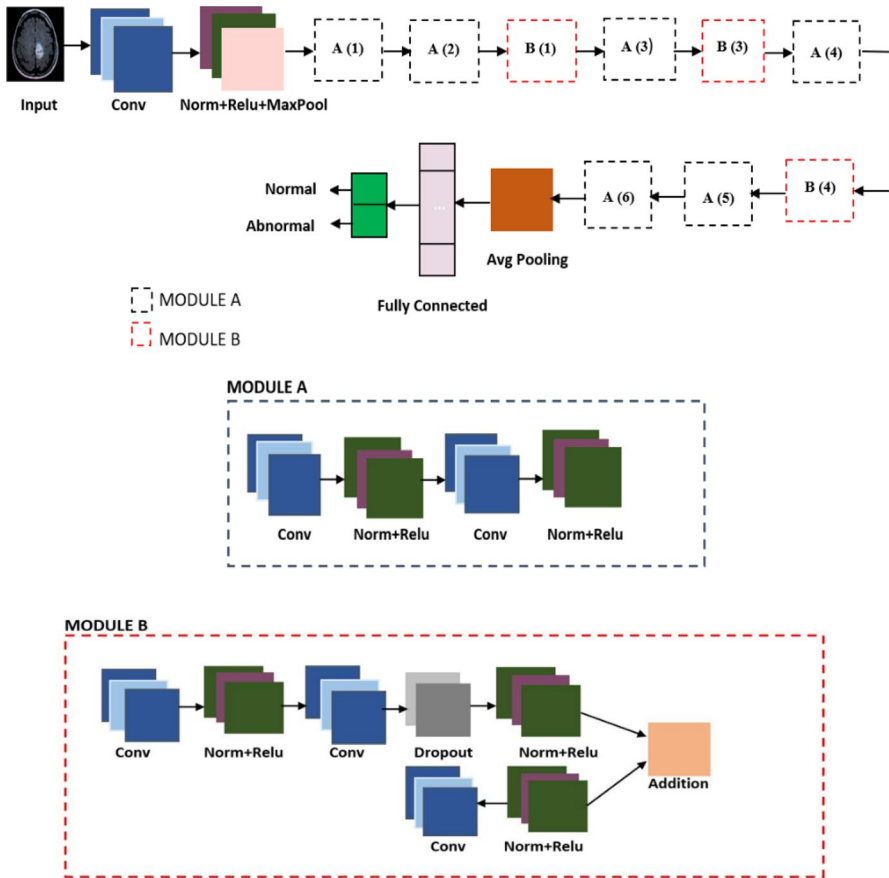 A (1)
A (2)
B (1)
A (3)
B (3)
A (4)
Input
Conv
Norm+Relu+MaxPool
Normal
Abnormal
...
A (6)
A (5)
B (4)
Avg Pooling
Fully Connected
MODULE A
MODULE B
MODULE A
Conv
Norm+Relu
Conv
Norm+Relu
MODULE B
Conv
Norm+Relu
Conv
Dropout
Norm+Relu
Addition
Conv
Norm+Relu